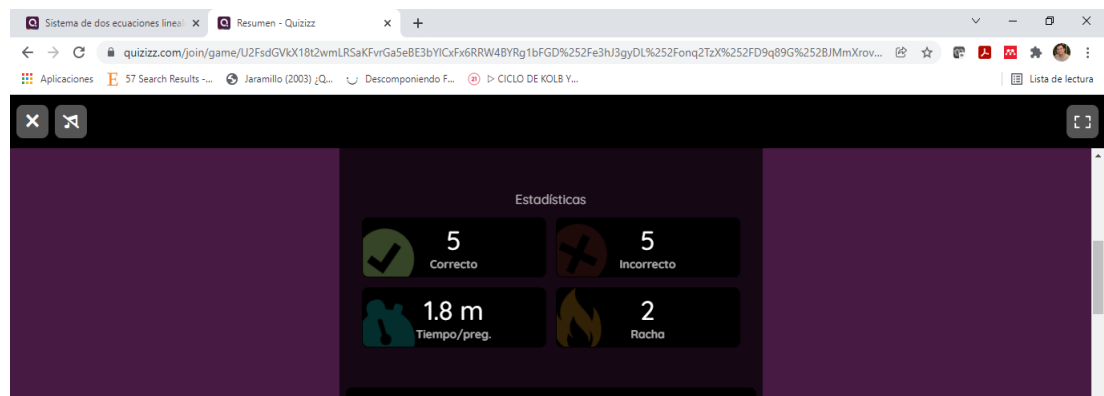 Sistema de dos ecuaciones lineal
Resumen - Quizizz
quizizz.com/join/game/U2FsdGVkX18t2wmLRSaKFvrGa5eBE3bYlCxFx6RRW4BYRg1bFGD%252Fe3hJ3gyDL%252Fonq2TzX%252FD9q89G%252BJMmXrov...
Aplicaciones
57 Search Results -...
Jaramillo (2003) ¿Q...
Descomponiendo F...
▷ CICLO DE KOLB Y...
Lista de lectura
Estadísticas
5
Correcto
5
Incorrecto
1.8 m
Tiempo/preg.
2
Racha